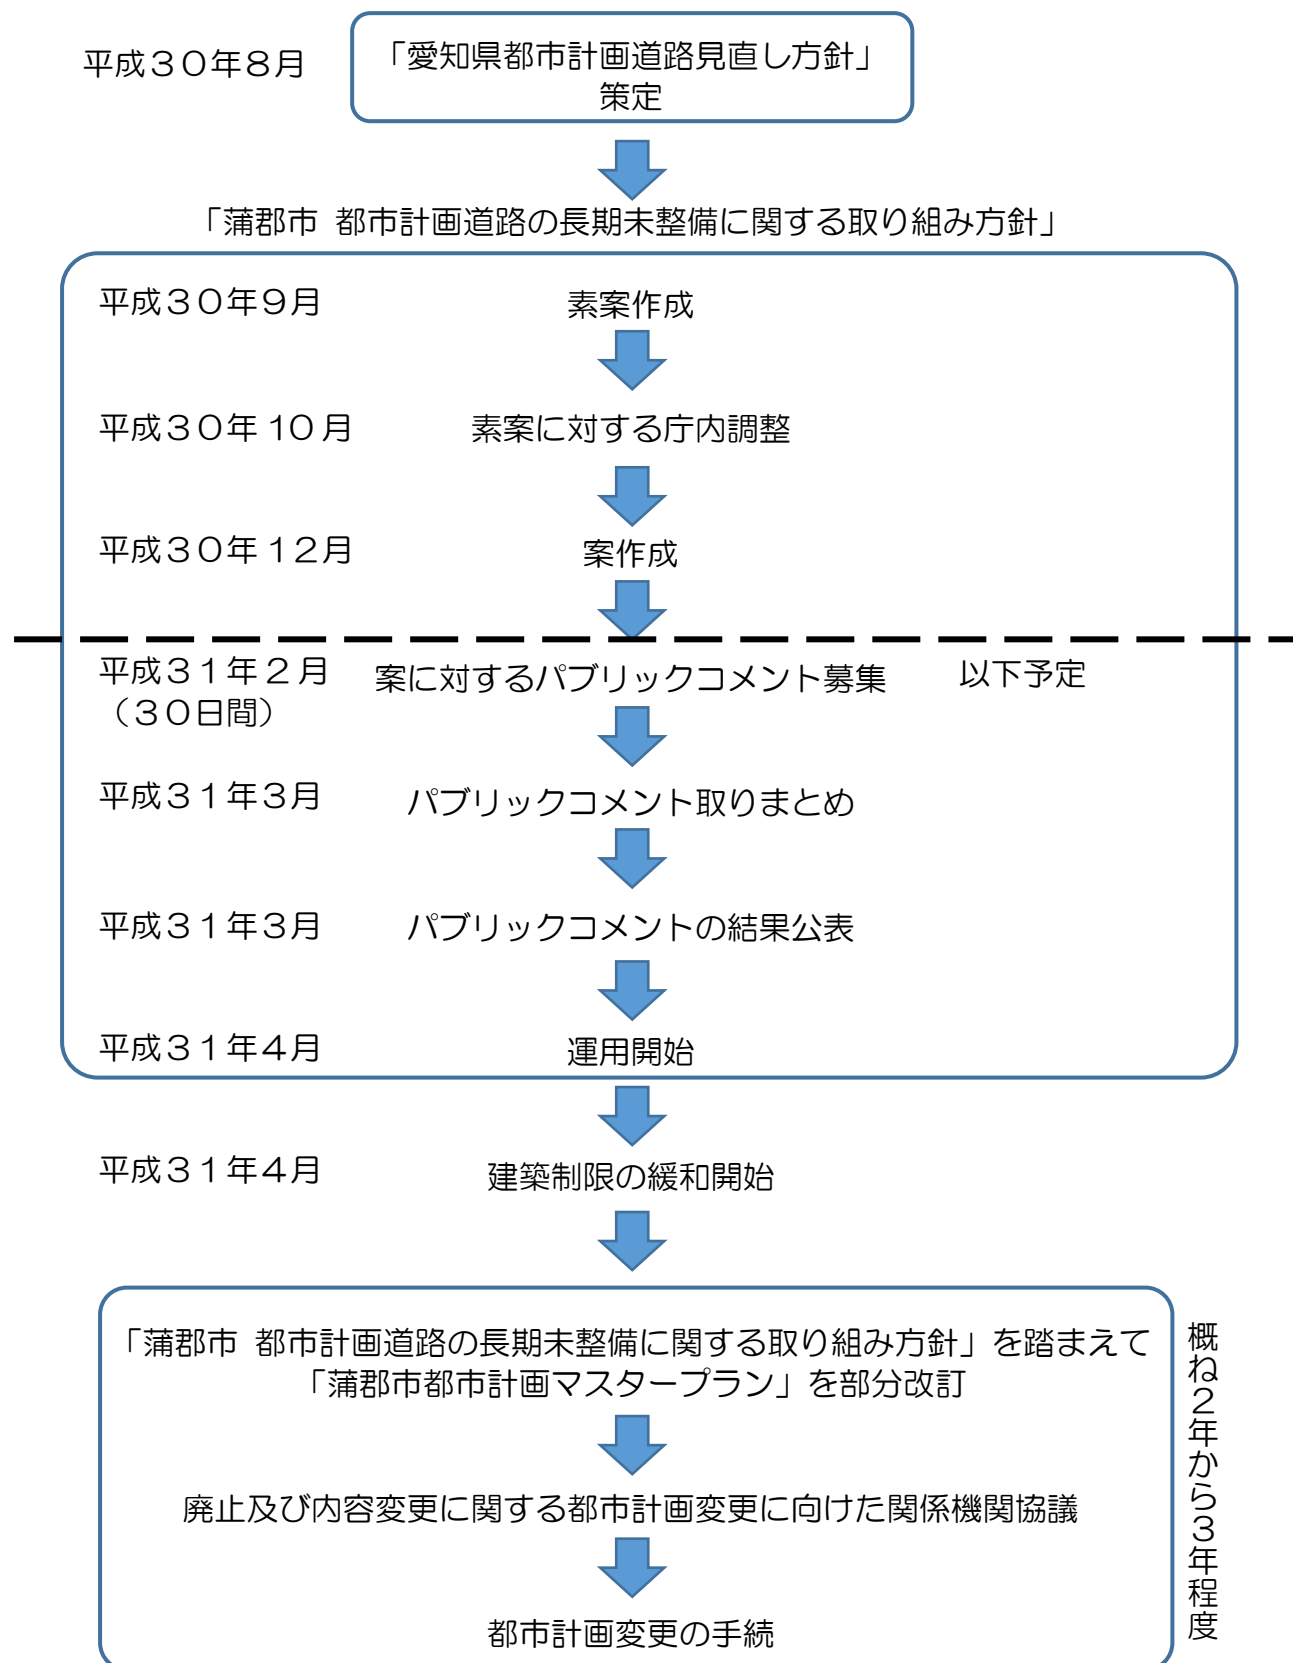 平成３０年８月
「愛知県都市計画道路見直し方針」
策定
「蒲郡市 都市計画道路の長期未整備に関する取り組み方針」
平成３０年９月
素案作成
平成３０年10月
素案に対する庁内調整
平成３０年12月
案作成
平成３１年２月
（３０日間）
案に対するパブリックコメント募集
以下予定
平成３１年３月
パブリックコメント取りまとめ
平成３１年３月
パブリックコメントの結果公表
平成３１年４月
運用開始
平成３１年４月
建築制限の緩和開始
「蒲郡市 都市計画道路の長期未整備に関する取り組み方針」を踏まえて
「蒲郡市都市計画マスタープラン」を部分改訂
廃止及び内容変更に関する都市計画変更に向けた関係機関協議
都市計画変更の手続
概ね２年から３年程度